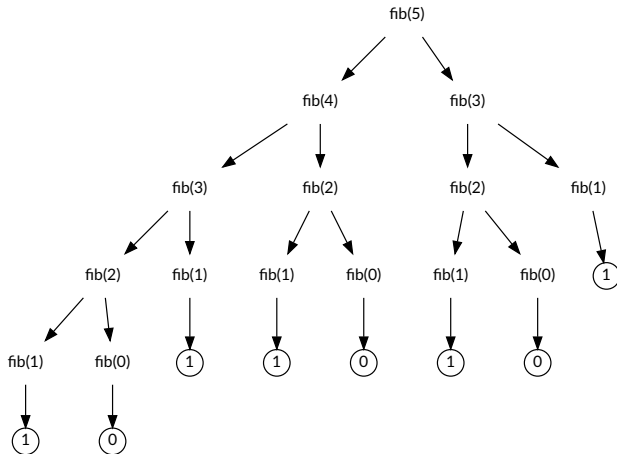 fib(5)
fib(4) fib(3)
fib(3) fib(2) fib(2) fib(1)
fib(2) fib(1) fib(1) fib(0) fib(1) fib(0) 1
fib(1) fib(0) 1 1 0 1 0
1 0